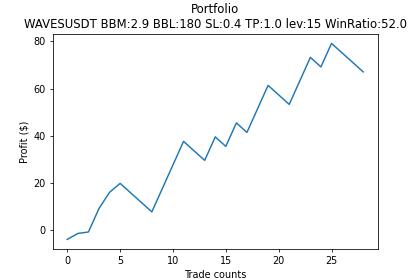 Portfolio
WAVESUSDT BBM:2.9 BBL:180 SL:0.4 TP:1.0 lev:15 WinRatio:52.0
80
60
40
20
0
Profit ($)
0 5 10 15 20 25
Trade counts